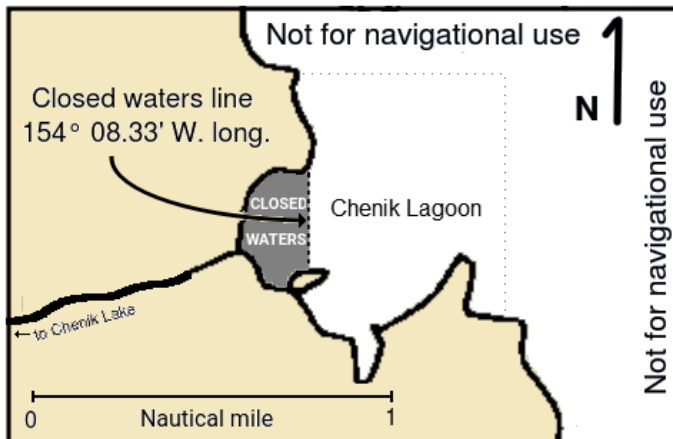 Not for navigational use
N
Not for navigational use
Closed waters line
154° 08.33' W. long.
CLOSED
WATERS
Chenik Lagoon
← to Chenik Lake
0
1
Nautical mile